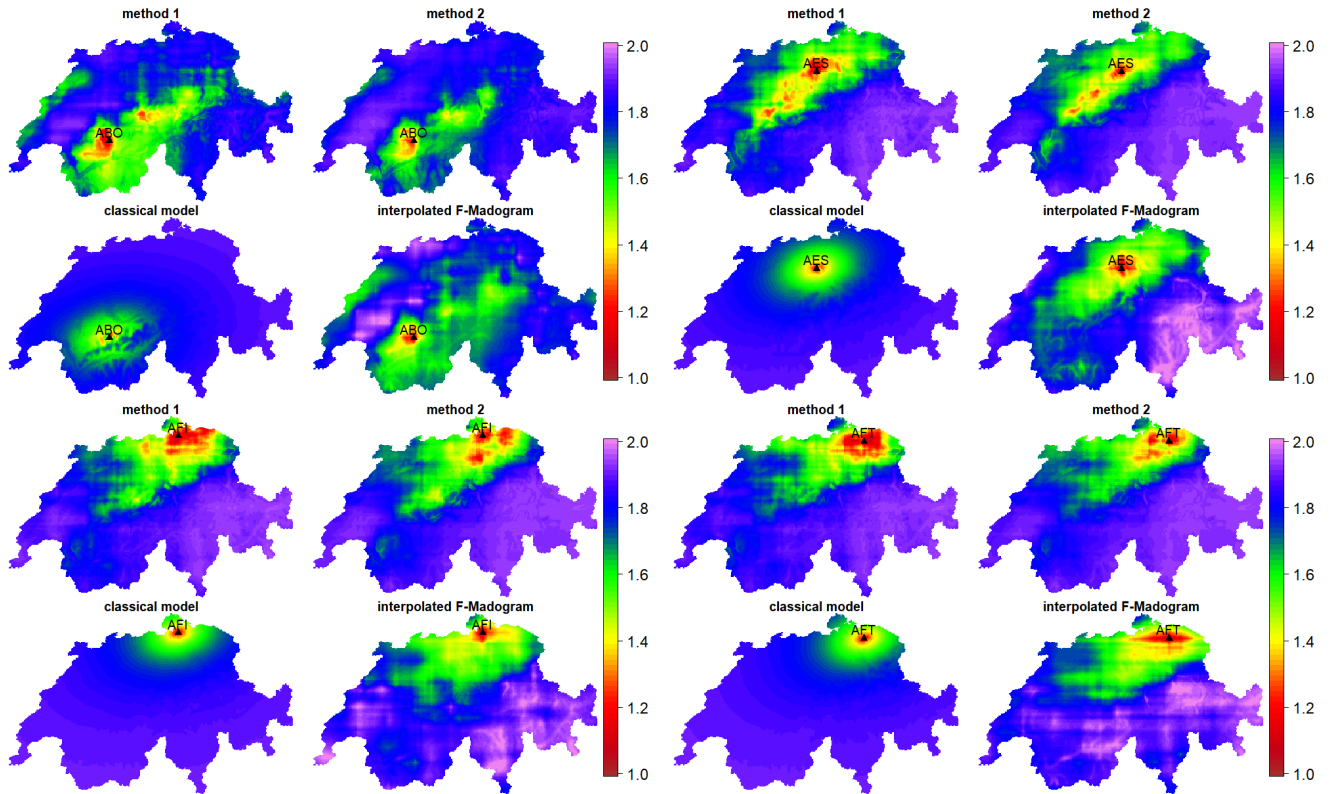 method 1
method 2
ABO
ABO
2.0
1.8
1.6
1.4
1.2
1.0
classical model
interpolated F-Madogram
ABO
ABO
method 1
method 2
AES
AES
2.0
1.8
1.6
1.4
1.2
1.0
classical model
interpolated F-Madogram
AES
AES
method 1
method 2
AFI
AFI
2.0
1.8
1.6
1.4
1.2
1.0
classical model
interpolated F-Madogram
AFI
AFI
method 1
method 2
AFT
AFT
2.0
1.8
1.6
1.4
1.2
1.0
classical model
interpolated F-Madogram
AFT
AFT